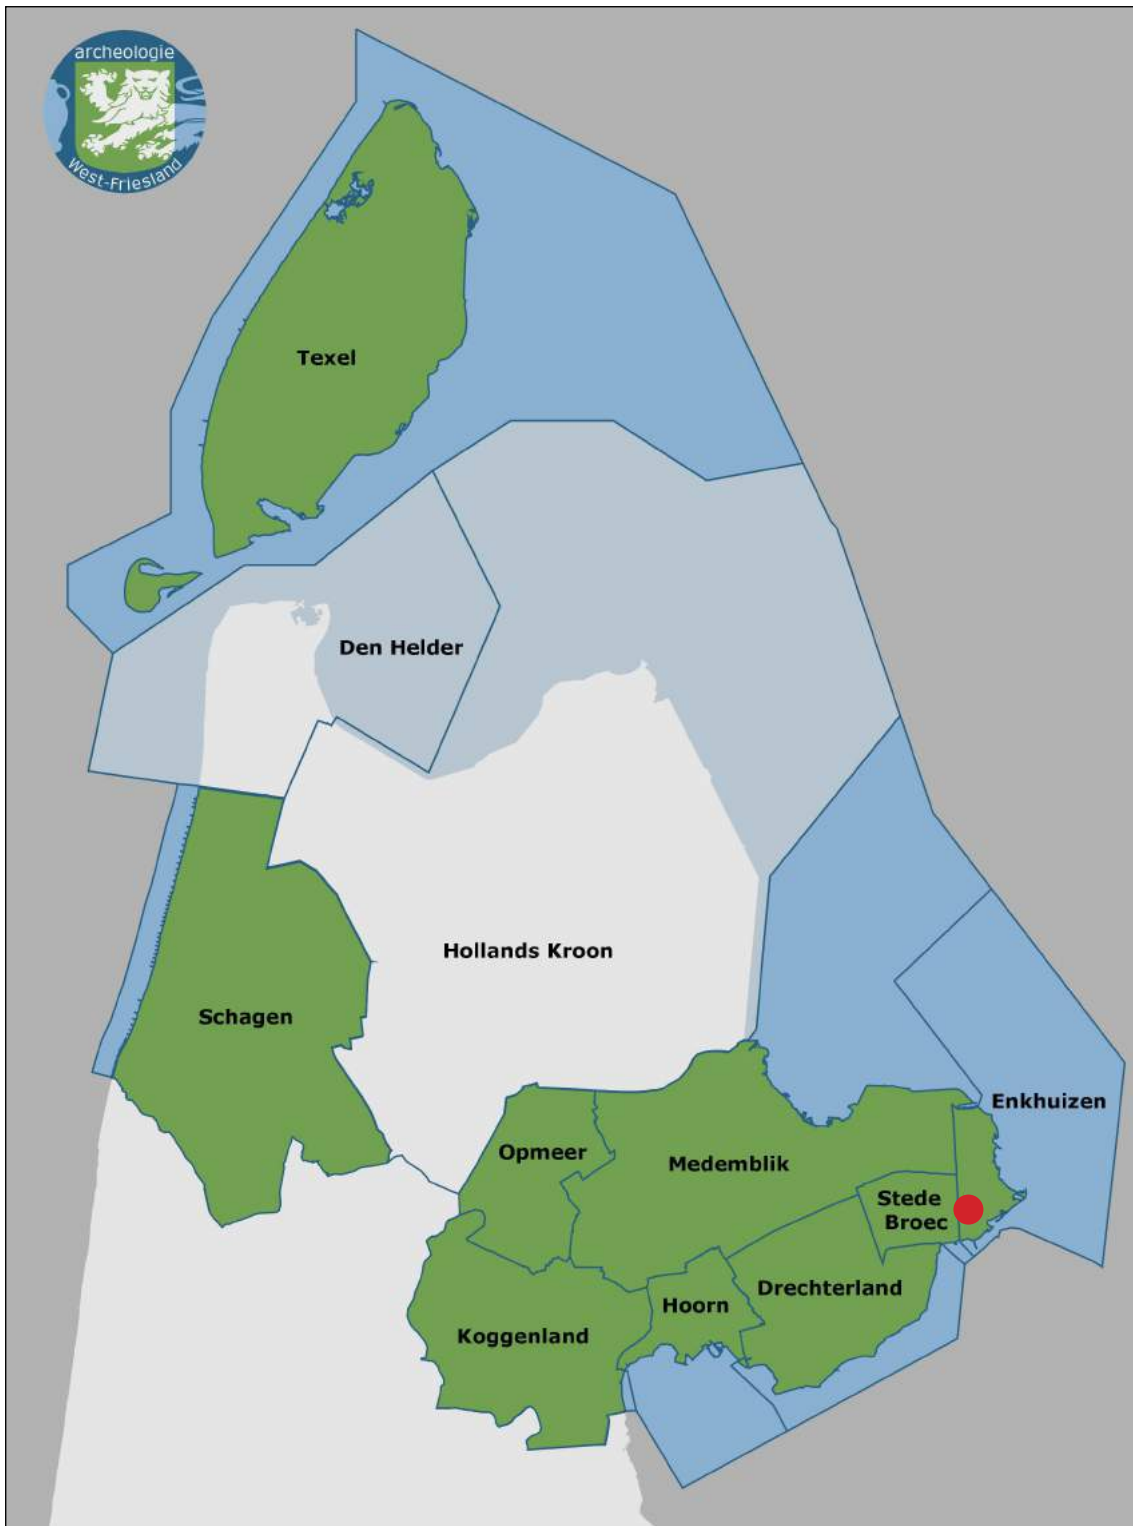 archeologie
West-Friesland
Texel
Den Helder
Hollands Kroon
Schagen
Enkhuizen
Opmeer
Medemblik
Stede
Broec
Drechterland
Hoorn
Koggenland